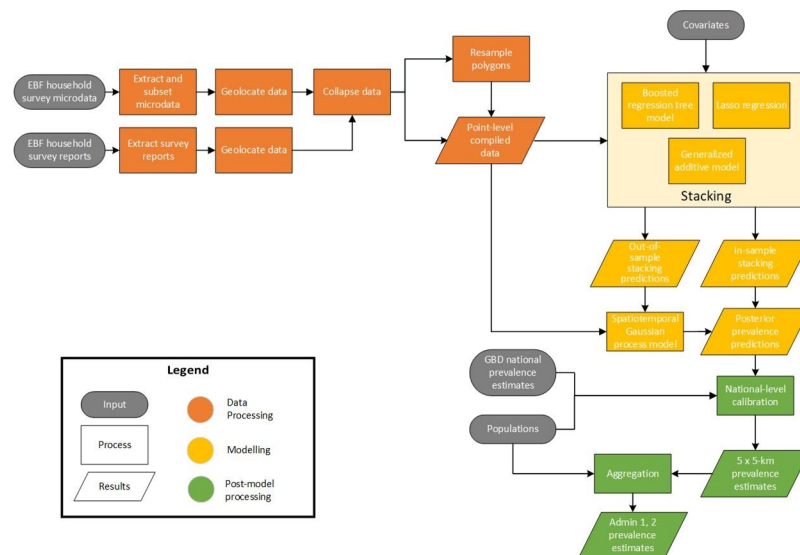 Covariates
Resample
polygons
EBF household
survey microdata
Extract and
subset
microdata
Geolocate data
Collapse data
Boosted
regression tree
model
Lasso regression
EBF household
survey reports
Extract survey
reports
Geolocate data
Point-level
compiled
data
Generalized
additive model
Stacking
Out-of-
sample
stacking
predictions
In-sample
stacking
predictions
Spatiotemporal
Gaussian
process model
Posterior
prevalence
predictions
GBD national
prevalence
estimates
National-level
calibration
Populations
Aggregation
5 x 5-km
prevalence
estimates
Admin 1, 2
prevalence
estimates
Legend
Input
Data
Processing
Process
Modelling
Results
Post-model
processing